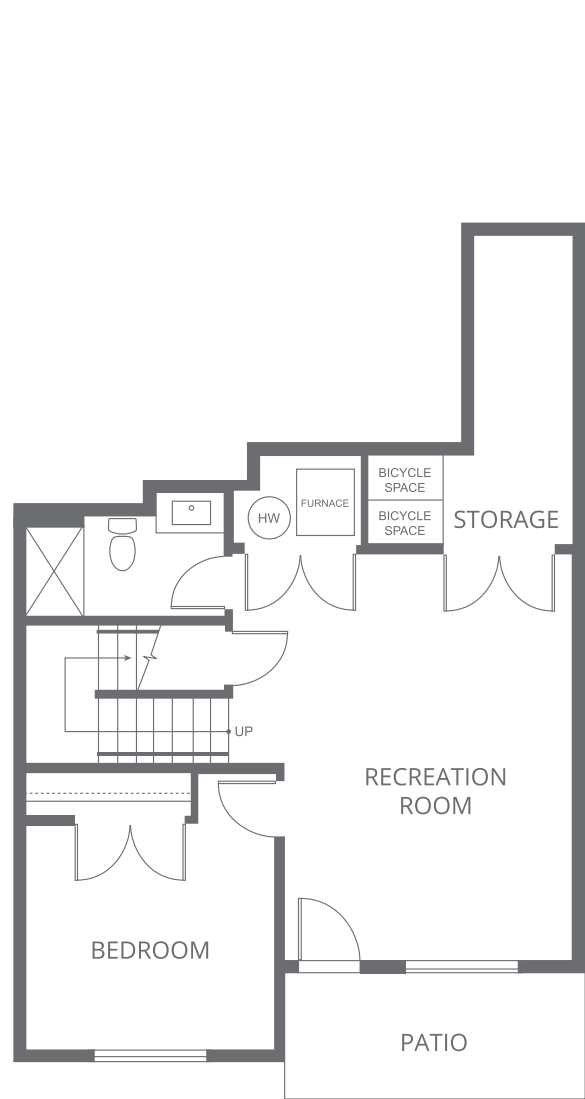 BICYCLE
SPACE
FURNACE
HW
BICYCLE
SPACE
STORAGE
UP
RECREATION
ROOM
BEDROOM
PATIO